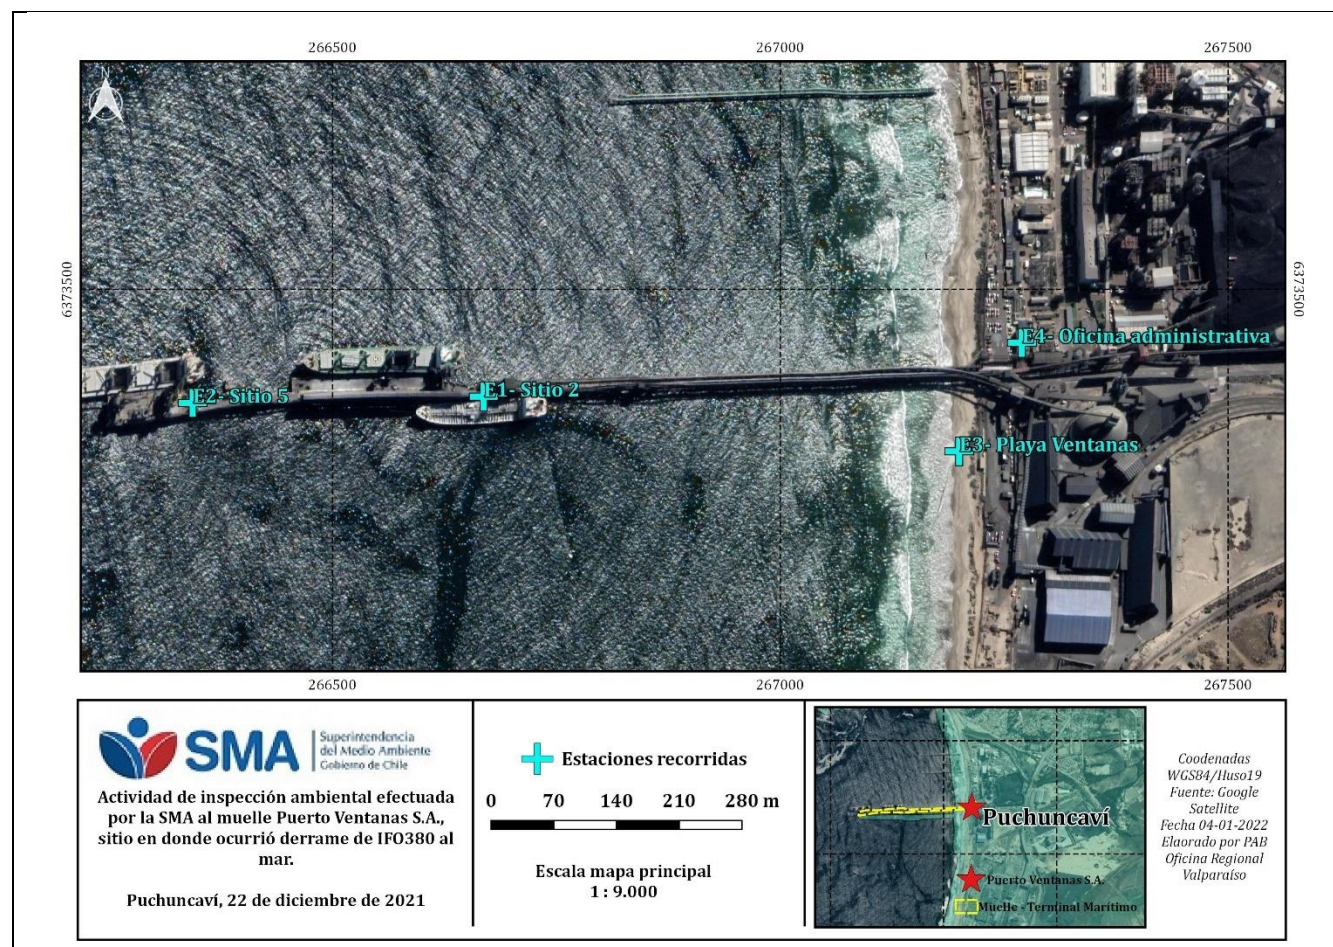 266500 267000 267500
N
6373500
6373500
E4- Oficina administrativa
E2- Sitio 5
E1- Sitio 2
E3- Playa Ventanas
266500 267000 267500
SMA
Superintendencia
del Medio Ambiente
Gobierno de Chile
Actividad de inspección ambiental efectuada
por la SMA al muelle Puerto Ventanas S.A.,
sitio en donde ocurrió derrame de IFO380 al
mar.
Puchuncaví, 22 de diciembre de 2021
Estaciones recorridas
0 70 140 210 280 m
Escala mapa principal
1 : 9.000
Puchuncaví
Puerto Ventanas S.A.
Muelle - Terminal Marítimo
Coodenadas
WGS84/Huso19
Fuente: Google
Satellite
Fecha 04-01-2022
Elaorado por PAB
Oficina Regional
Valparaíso